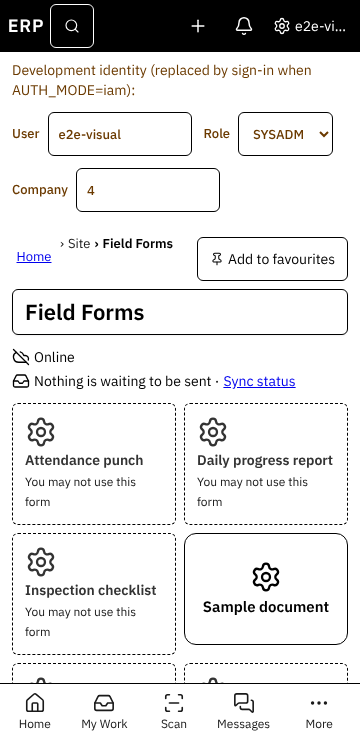 ERP
e2e-vi...
Development identity (replaced by sign-in when
AUTH_MODE=iam):
User
e2e-visual
Role
SYSADM
Company
4
Home › Site › Field Forms
Add to favourites
Field Forms
Online
Nothing is waiting to be sent · Sync status
Attendance punch
You may not use this
form
Daily progress report
You may not use this
form
Inspection checklist
You may not use this
form
Sample document
Home
My Work
Scan
Messages
More